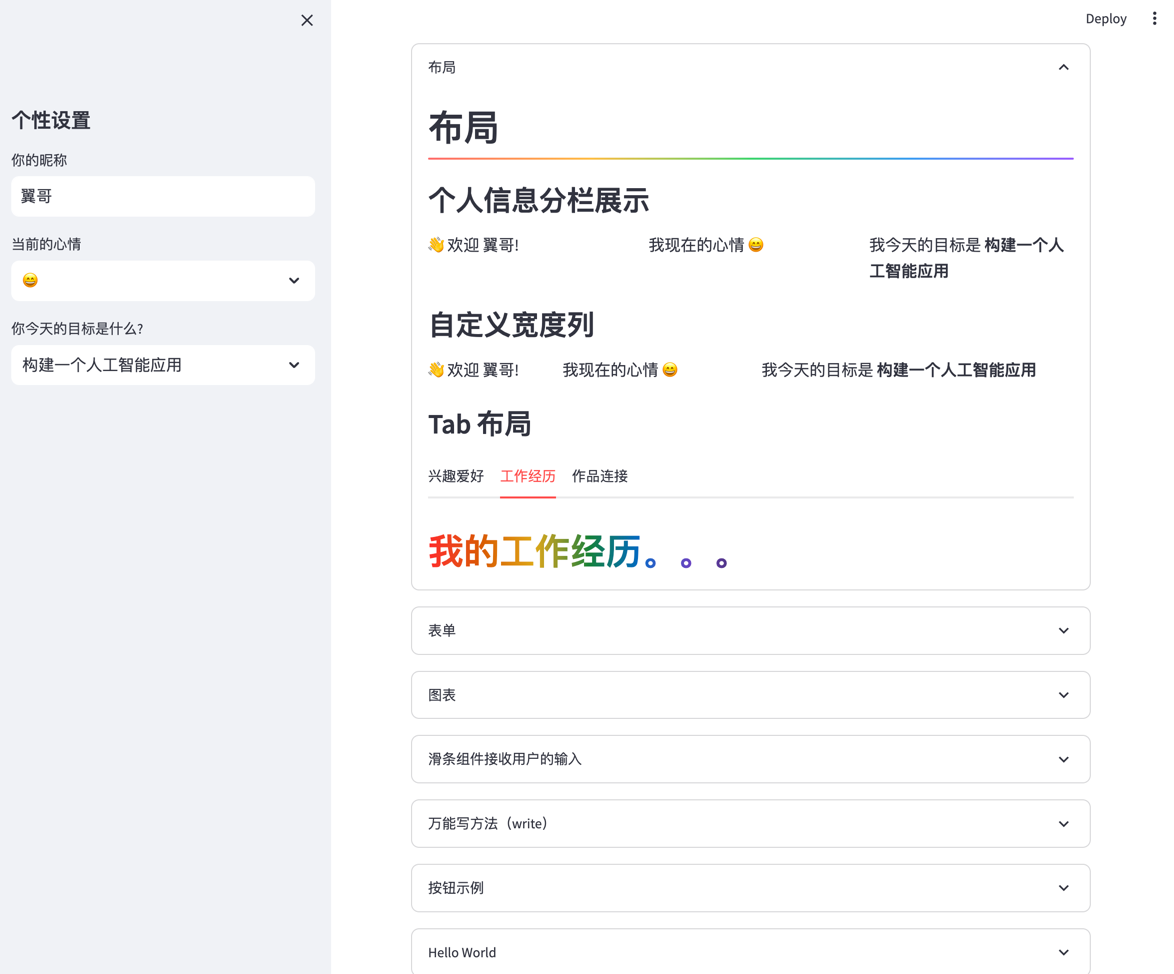 Deploy
个性设置
你的昵称
翼哥
当前的心情
😄
你今天的目标是什么?
构建一个人工智能应用
布局
布局
个人信息分栏展示
👋 欢迎 翼哥!
我现在的心情 😄
我今天的目标是 构建一个人
工智能应用
自定义宽度列
👋 欢迎 翼哥!
我现在的心情 😄
我今天的目标是 构建一个人工智能应用
Tab 布局
兴趣爱好 工作经历 作品连接
我的工作经历。。。
表单
图表
滑条组件接收用户的输入
万能写方法（write）
按钮示例
Hello World